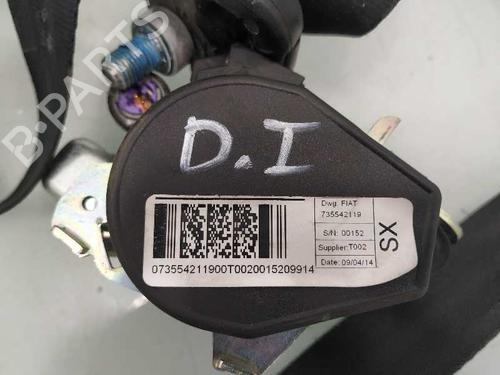 B-PARTS
D.I
Dwg: FIAT
735542119
S/N: 00152
Supplier:T002
Date: 09/04/14
SX
073554211900T0020015209914